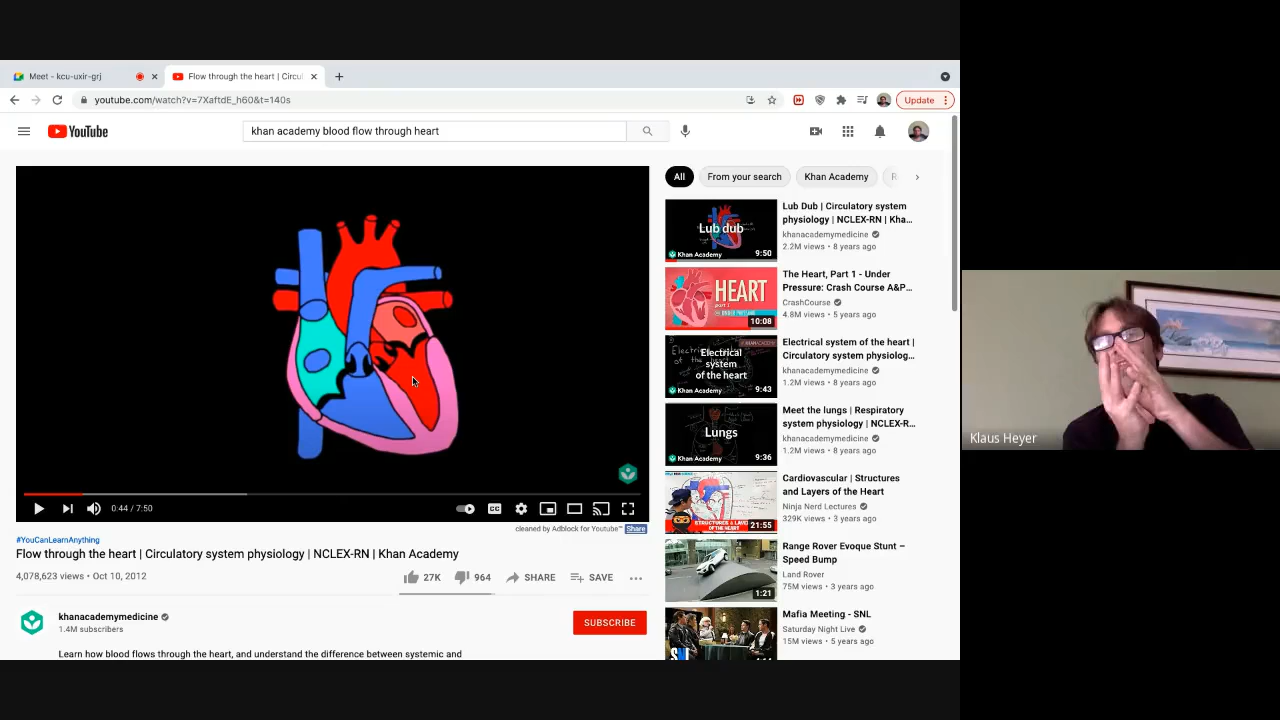 Meet - kcu-uxir-grj
Flow through the heart | Circul
youtube.com/watch?v=7XaftdE_h60&t=140s
Update
YouTube
khan academy blood flow through heart
All
From your search
Khan Academy
Lub dub
Khan Academy
9:50
Lub Dub | Circulatory system
physiology | NCLEX-RN | Kha...
khanacademymedicine
2.2M views • 8 years ago
HEART
part 1
10:08
The Heart, Part 1 - Under
Pressure: Crash Course A&P...
CrashCourse
4.8M views • 5 years ago
Electrical
system
of the heart
Khan Academy
9:43
Electrical system of the heart |
Circulatory system physiolog...
khanacademymedicine
1.2M views • 8 years ago
Lungs
Khan Academy
9:36
Meet the lungs | Respiratory
system physiology | NCLEX-R...
khanacademymedicine
1.2M views • 8 years ago
21:55
Cardiovascular | Structures
and Layers of the Heart
Ninja Nerd Lectures
329K views • 3 years ago
1:21
Range Rover Evoque Stunt –
Speed Bump
Land Rover
75M views • 3 years ago
Mafia Meeting - SNL
Saturday Night Live
15M views • 5 years ago
0:44 / 7:50
CC
cleaned by Adblock for Youtube™ Share
#YouCanLearnAnything
Flow through the heart | Circulatory system physiology | NCLEX-RN | Khan Academy
4,078,623 views • Oct 10, 2012
27K
964
SHARE
SAVE
khanacademymedicine
1.4M subscribers
SUBSCRIBE
Learn how blood flows through the heart, and understand the difference between systemic and
Klaus Heyer